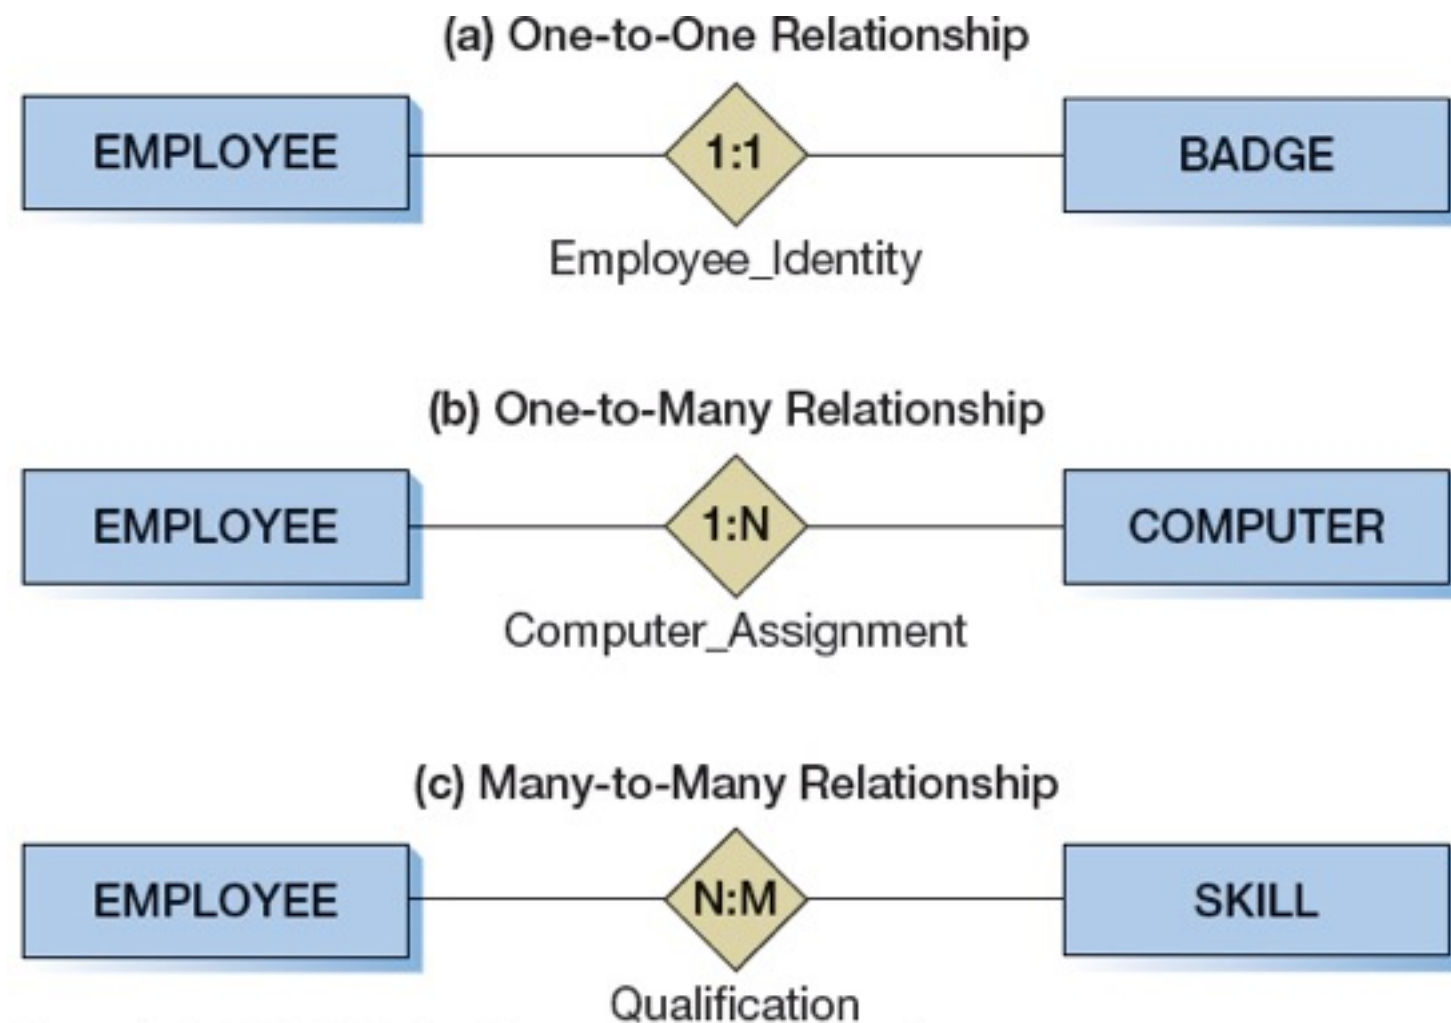 (a) One-to-One Relationship
EMPLOYEE 1:1 BADGE
Employee_Identity
(b) One-to-Many Relationship
EMPLOYEE 1:N COMPUTER
Computer_Assignment
(c) Many-to-Many Relationship
EMPLOYEE N:M SKILL
Qualification